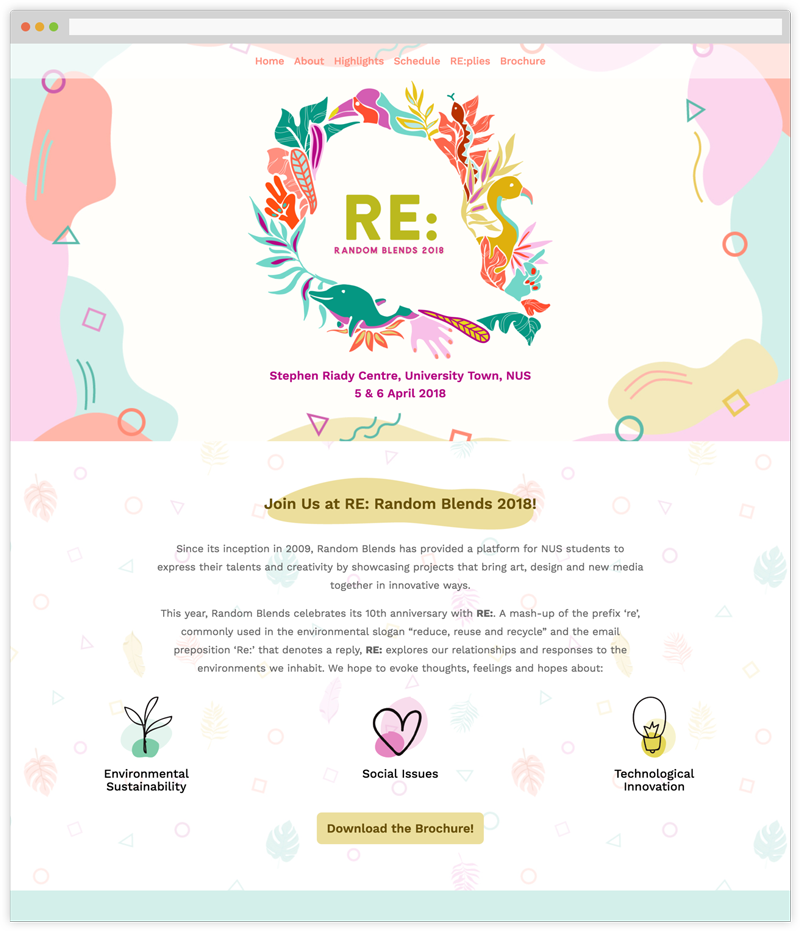 Home About Highlights Schedule RE:plies Brochure
RE:
RANDOM BLENDS 2018
Stephen Riady Centre, University Town, NUS
5 & 6 April 2018
Join Us at RE: Random Blends 2018!
Since its inception in 2009, Random Blends has provided a platform for NUS students to
express their talents and creativity by showcasing projects that bring art, design and new media
together in innovative ways.
This year, Random Blends celebrates its 10th anniversary with RE:. A mash-up of the prefix ‘re’,
commonly used in the environmental slogan “reduce, reuse and recycle” and the email
preposition ‘Re:’ that denotes a reply, RE: explores our relationships and responses to the
environments we inhabit. We hope to evoke thoughts, feelings and hopes about:
Environmental
Sustainability
Social Issues
Technological
Innovation
Download the Brochure!